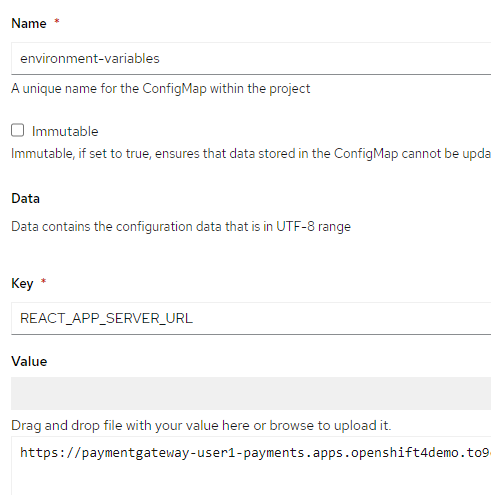 Name *
environment-variables
A unique name for the ConfigMap within the project
Immutable
Immutable, if set to true, ensures that data stored in the ConfigMap cannot be
Data
Data contains the configuration data that is in UTF-8 range
Key *
REACT_APP_SERVER_URL
Value
Drag and drop file with your value here or browse to upload it.
https://paymentgateway-user1-payments.apps.openshift4demo.to9